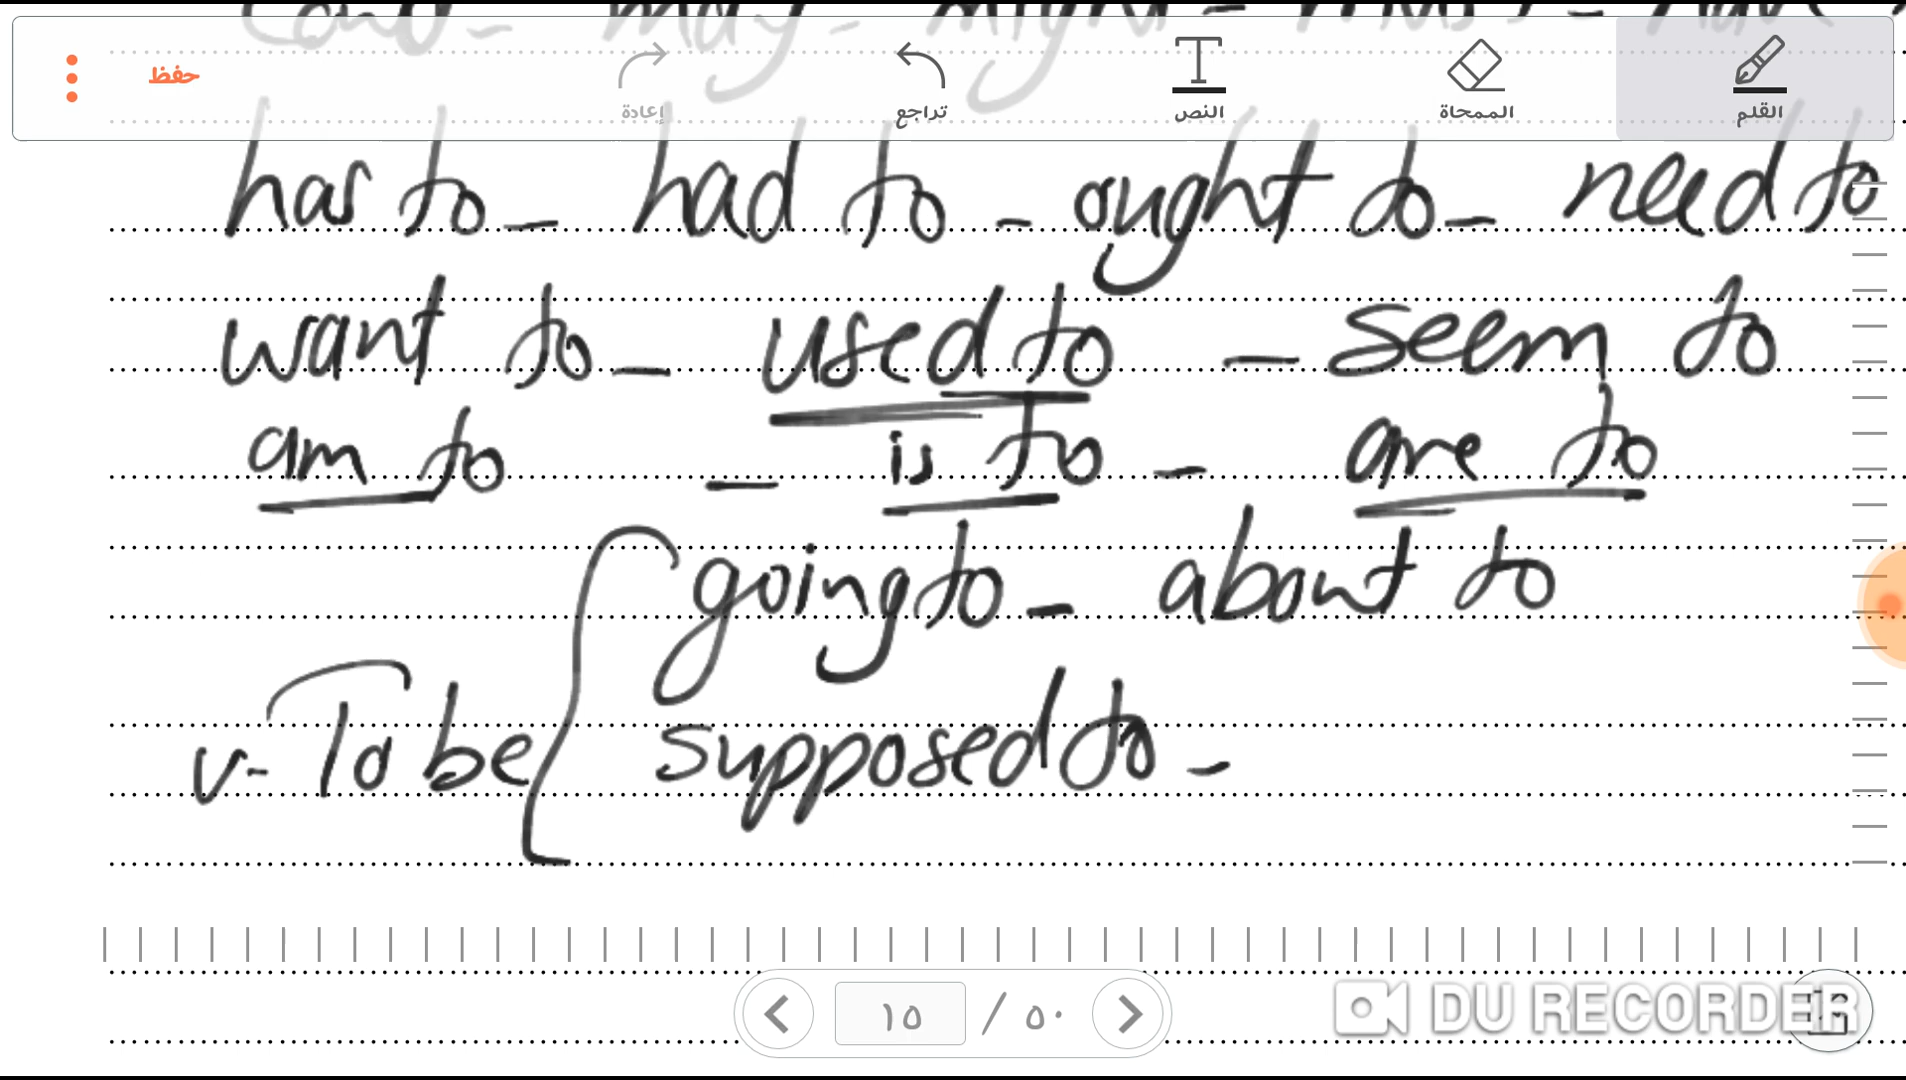 may - might -
حفظ إعادة تراجع النص الممحاة القلم
has to - had to - ought to - need to
want to - used to - seem to
am to - is to - are to
going to - about to
v- To be
supposed to -
١٥ / ٥٠
DU RECORDER